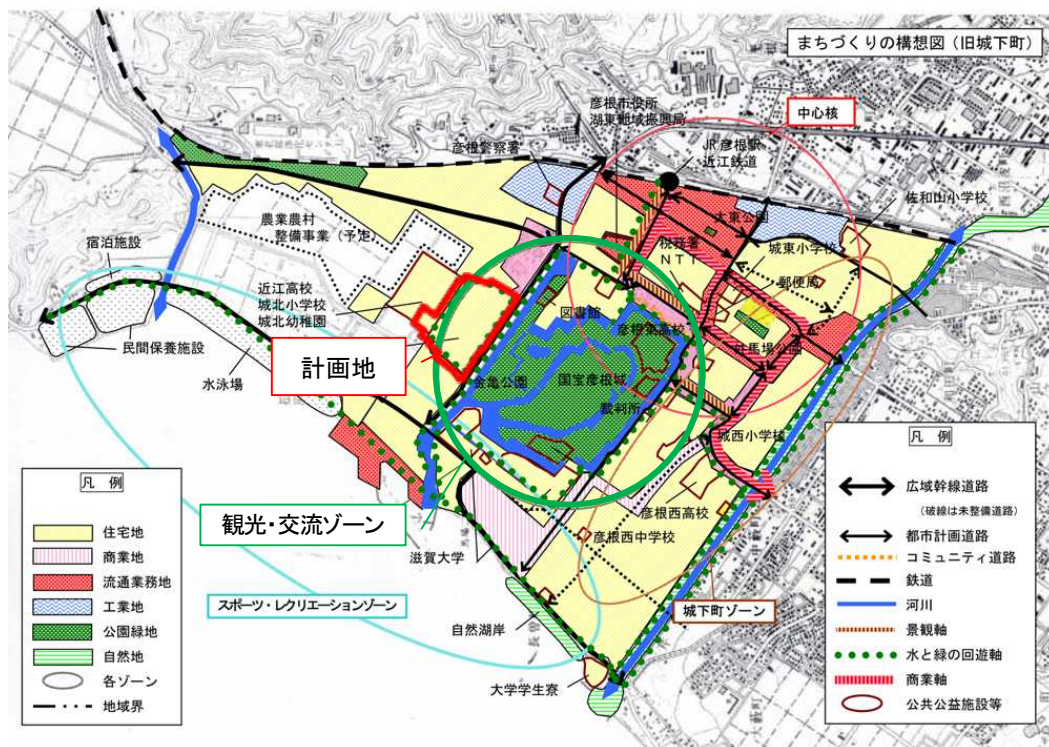 まちづくりの構想図(旧城下町)
彦根市役所
湖東地域振興局
中心核
彦根警察署
JR彦根駅
近江鉄道
佐和山小学校
大東公園
農業農村
整備事業(予定)
税務署
NTT
城東小学校
宿泊施設
郵便局
近江高校
城北小学校
城北幼稚園
図書館
彦根東高校
民間保養施設
計画地
水泳場
金亀公園
国宝彦根城
裁判所
城西小学校
凡例
住宅地
商業地
流通業務地
工業地
公園緑地
自然地
各ゾーン
地域界
観光・交流ゾーン
彦根西高校
彦根西中学校
滋賀大学
スポーツ・レクリエーションゾーン
城下町ゾーン
自然湖岸
大学学生寮
凡例
広域幹線道路
(破線は未整備道路)
都市計画道路
コミュニティ道路
鉄道
河川
景観軸
水と緑の回遊軸
商業軸
公共公益施設等